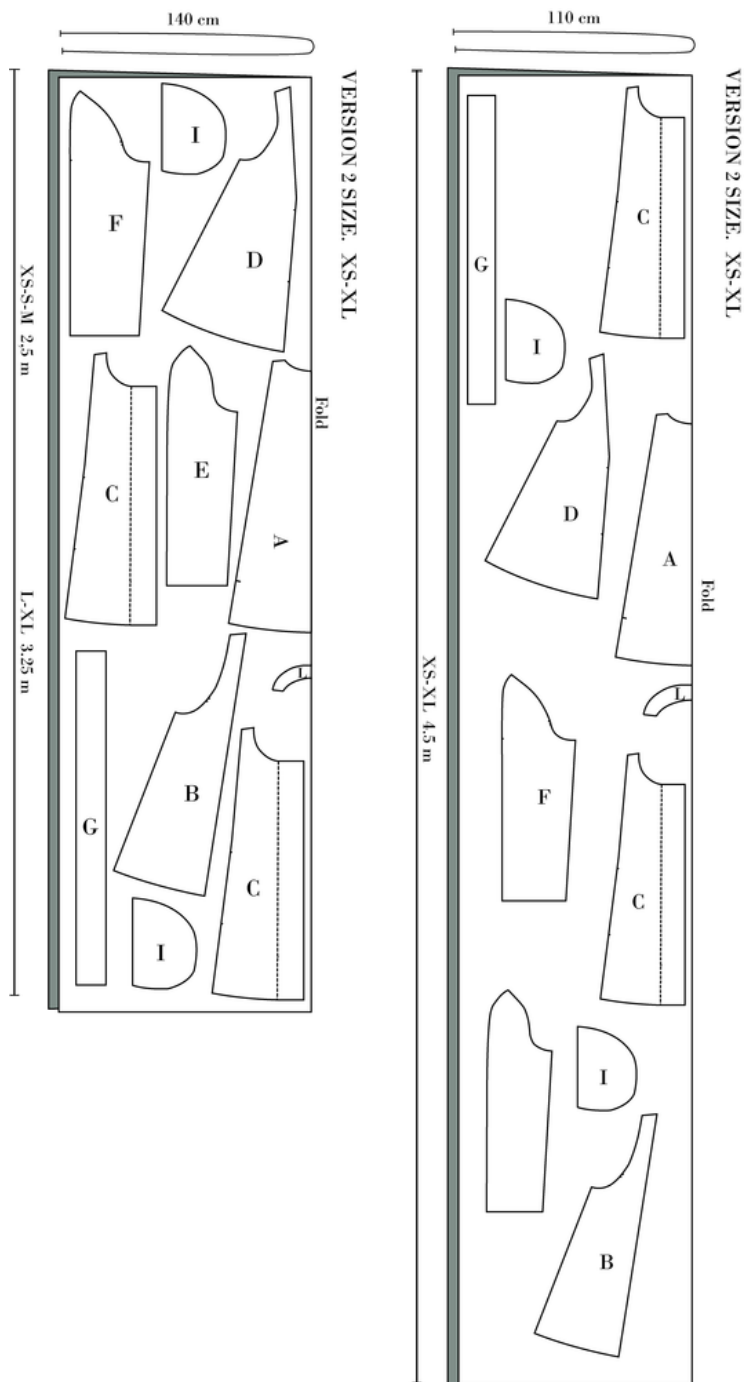 140 cm
VERSION 2 SIZE. XS-XL
XS-S-M 2,5 m
L-XL 3.25 m
Fold
I
F
D
C
E
A
L
B
G
C
I
110 cm
VERSION 2 SIZE. XS-XL
XS-XL 4.5 m
Fold
C
G
I
D
A
L
F
C
I
B